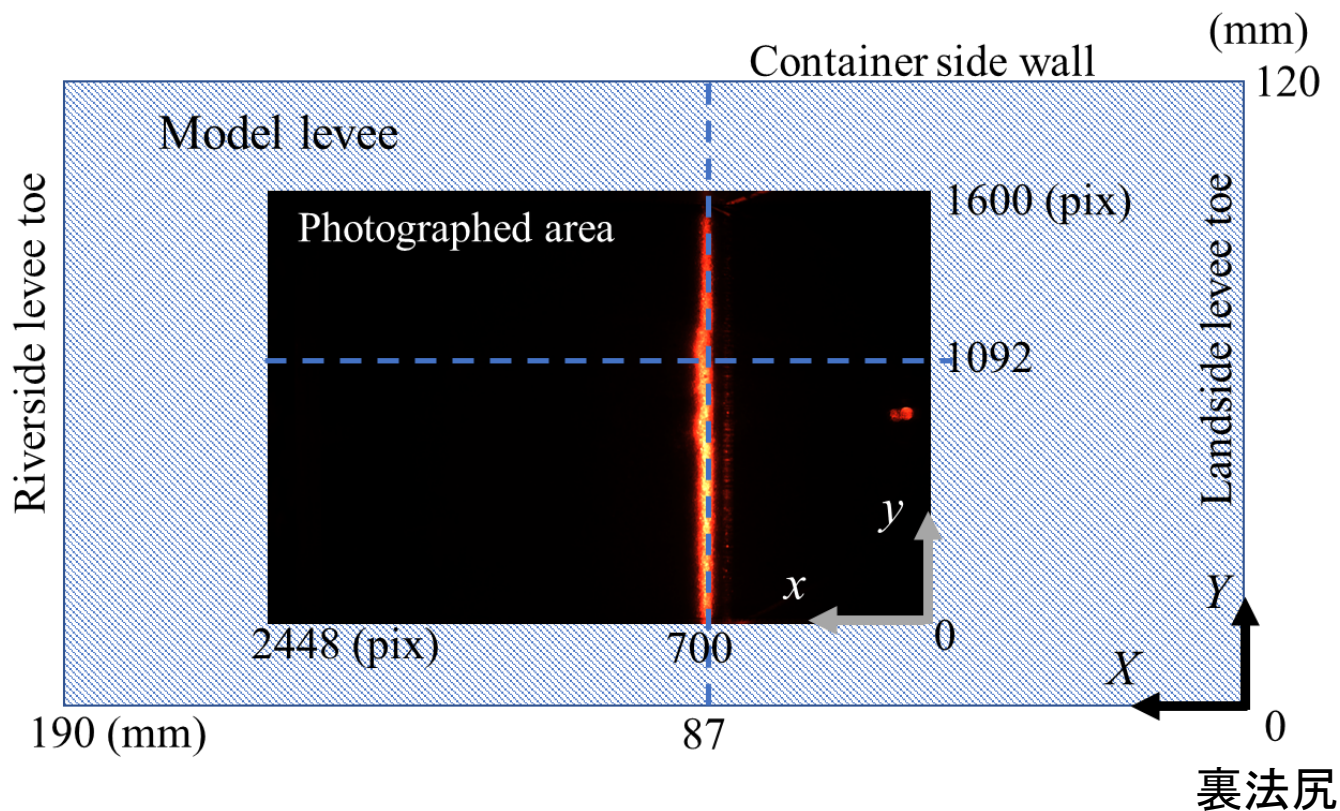 (mm)
Container side wall
120
Model levee
Riverside levee toe
Photographed area
1600 (pix)
Landside levee toe
1092
y
x
2448 (pix)
700
0
Y
X
190 (mm)
87
0
裏法尻